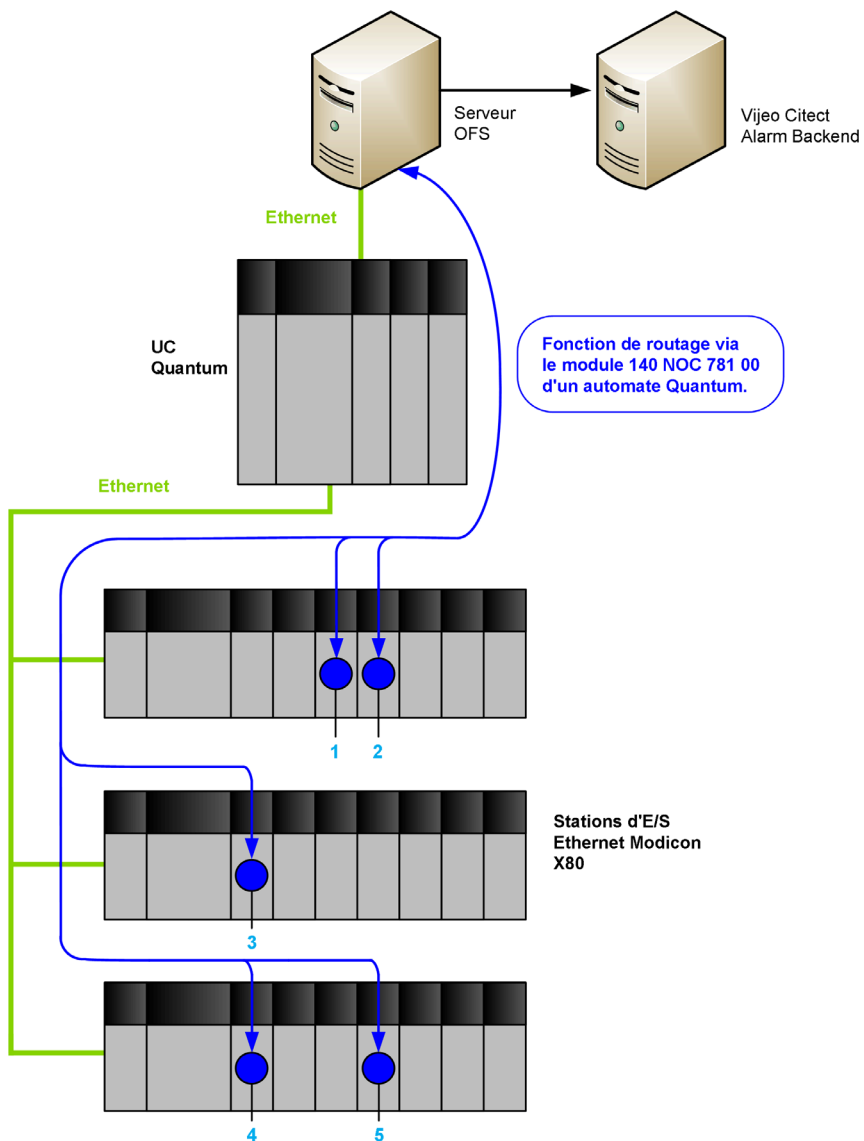 Serveur
OFS
Vijeo Citect
Alarm Backend
Ethernet
UC
Quantum
Fonction de routage via
le module 140 NOC 781 00
d'un automate Quantum.
Ethernet
1
2
Stations d'E/S
Ethernet Modicon
X80
3
4
5